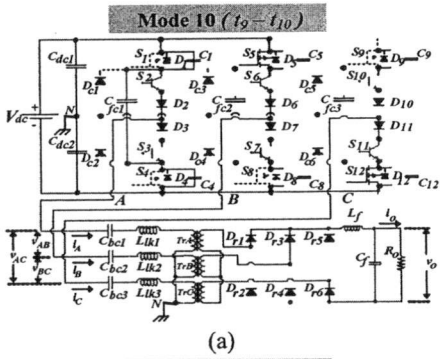 Mode 10 ( t9 – t10 )
Cdc1 Dc1 Cfc1 S1 D1 C1 S2 Dc3 D2 D3 S5 D5 C5 S6 Cfc2 D6 D7 S9 D9 C9 S10 Dc5 Cfc3 D10 D11
Vdc N
Cdc2 Dc2 S3 S4 D4 C4 Dc4 S7 S8 D8 C8 Dc6 S11 S12 D12 C12
A B C
vAC vAB vBC
iA Cbc1 Llk1 TrA Dr1 Dr3 Dr5 Lf io
iB Cbc2 Llk2 TrB Cf Ro vo
iC Cbc3 Llk3 TrC Dr2 Dr4 Dr6
N
(a)